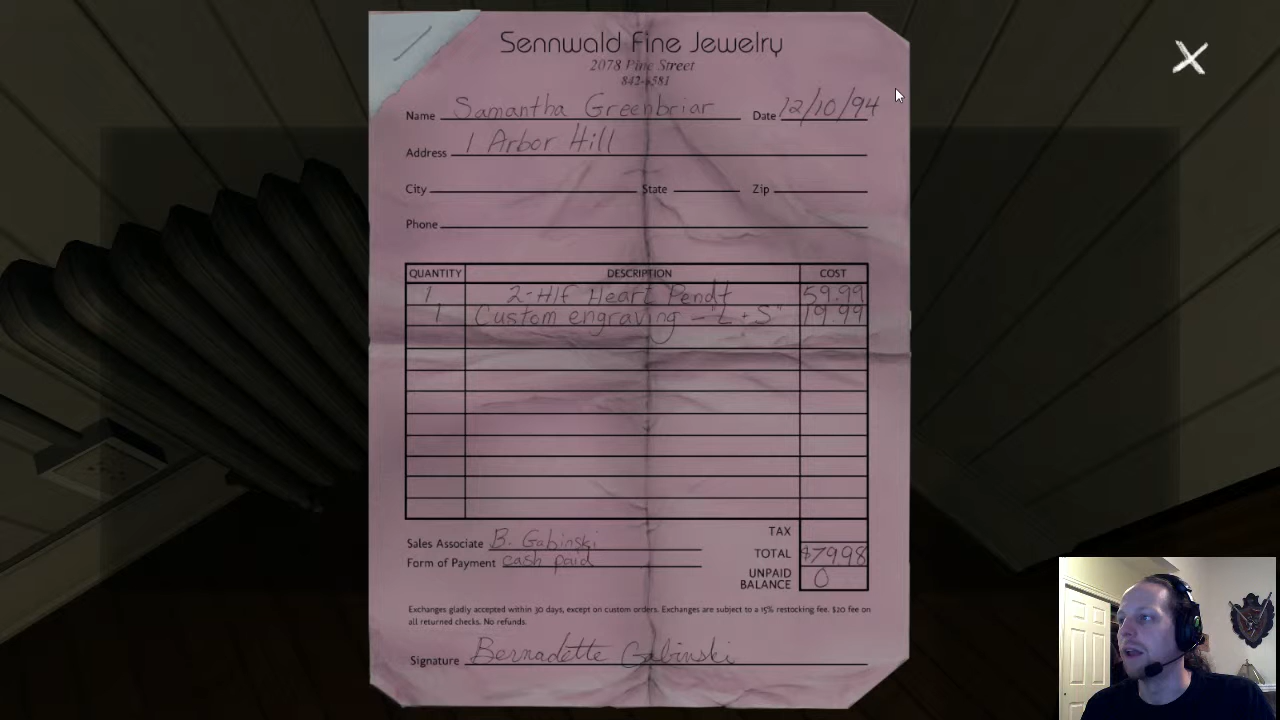 Sennwald Fine Jewelry
2078 Pine Street
842-6581
Name Samantha Greenbriar Date 12/10/94
Address 1 Arbor Hill
City State Zip
Phone
QUANTITY DESCRIPTION COST
1 2-Hlf Heart Pendt 59.99
1 Custom engraving - "L + S" 19.99
TAX
Sales Associate B. Gabinski
TOTAL $79.98
Form of Payment cash paid
UNPAID
BALANCE 0
Exchanges gladly accepted within 30 days, except on custom orders. Exchanges are subject to a 15% restocking fee. $20 fee on
all returned checks. No refunds.
Signature Bernadette Gabinski